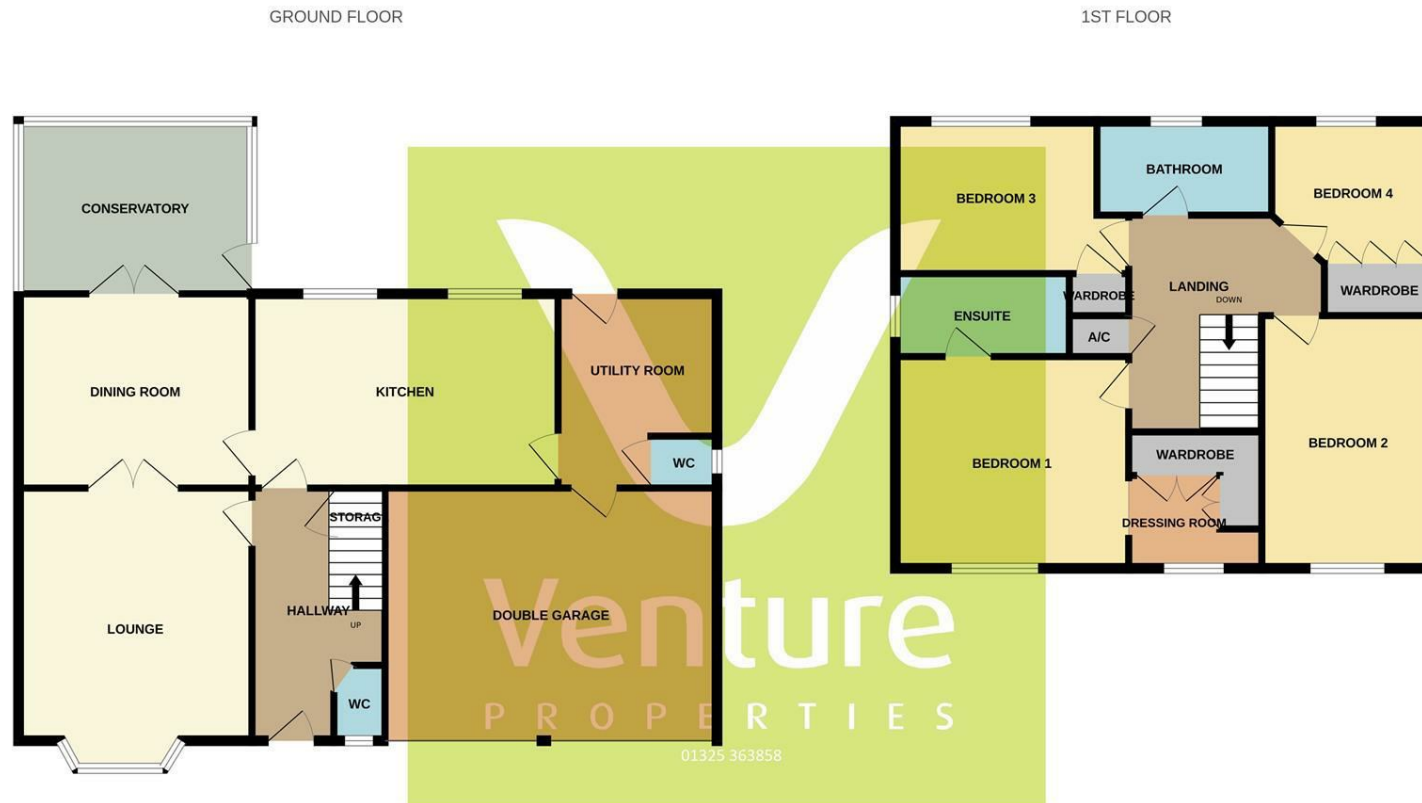 GROUND FLOOR
1ST FLOOR
CONSERVATORY
DINING ROOM
KITCHEN
UTILITY ROOM
WC
STORAG
HALLWAY
UP
LOUNGE
DOUBLE GARAGE
WC
BEDROOM 3
BATHROOM
BEDROOM 4
WARDROBE
LANDING
DOWN
WARDROBE
ENSUITE
A/C
BEDROOM 1
WARDROBE
BEDROOM 2
DRESSING ROOM
Venture
PROPERTIES
01325 363858